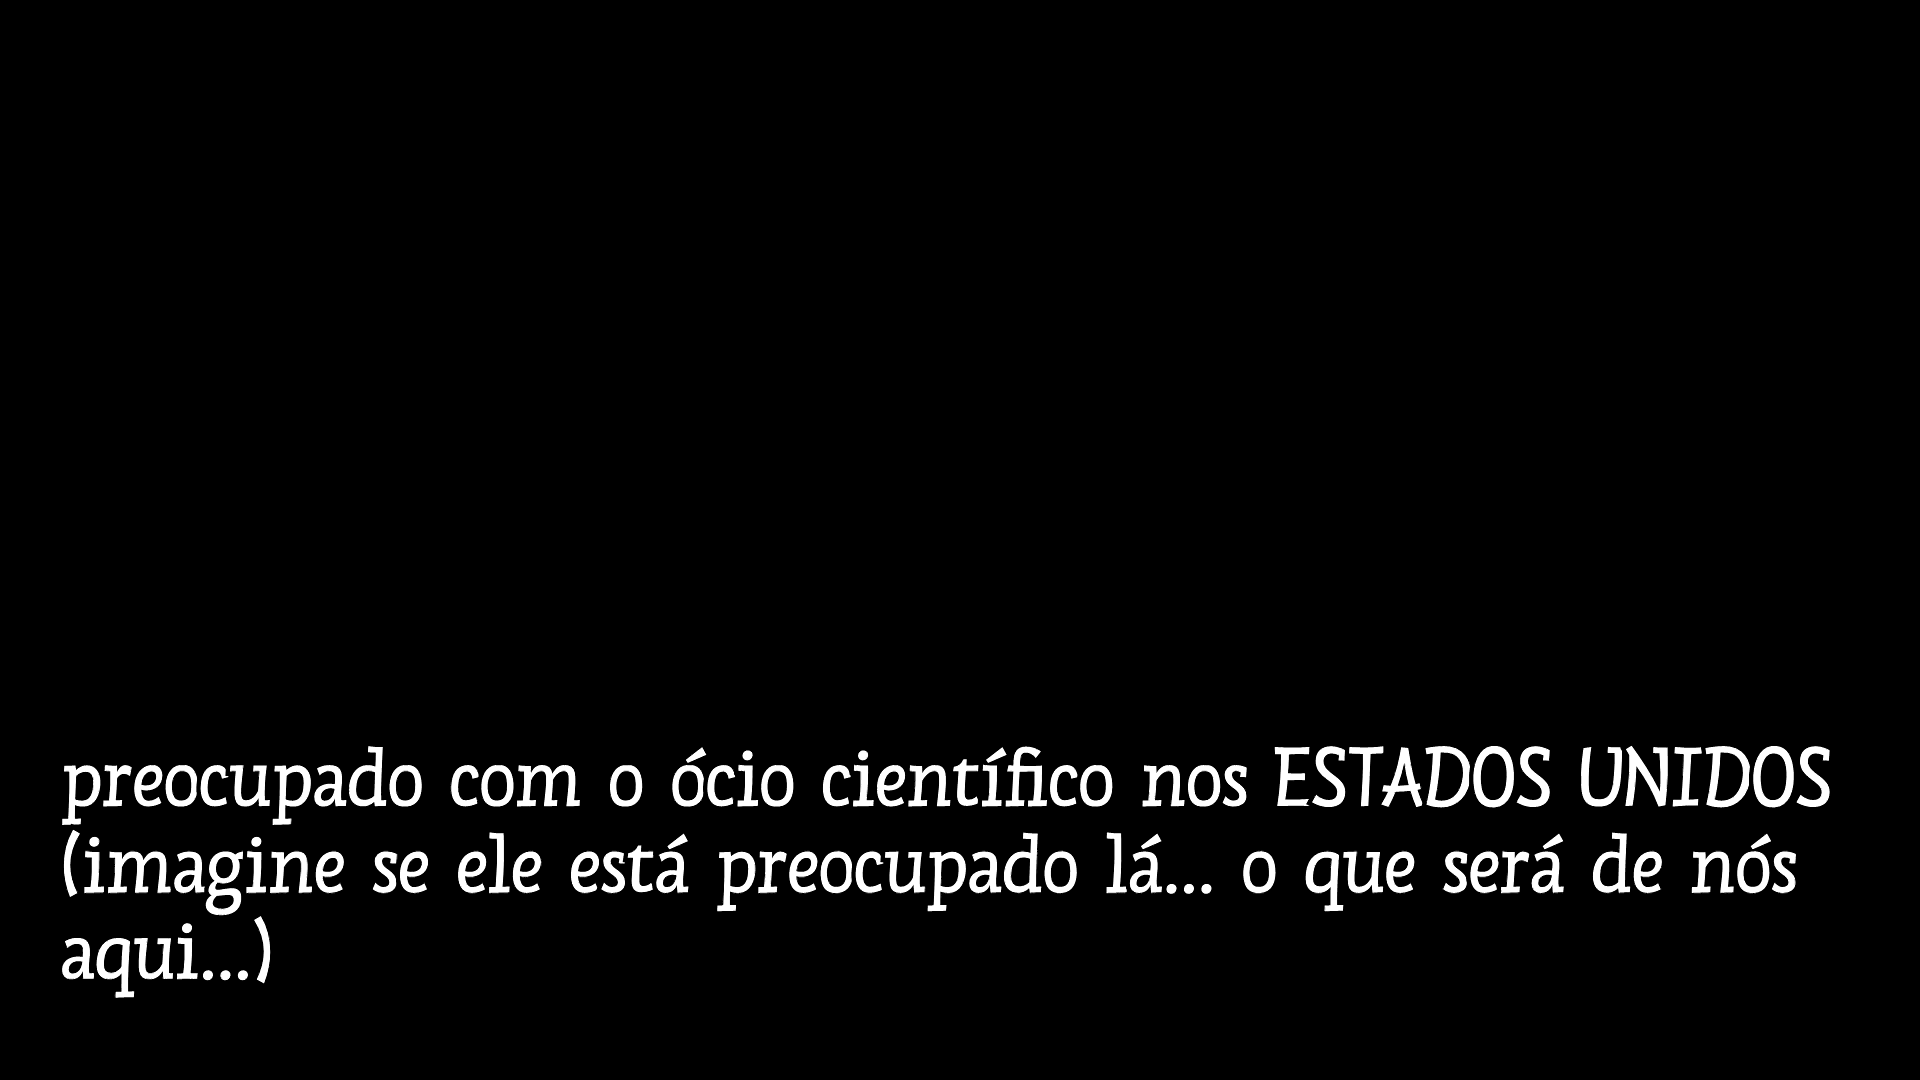 preocupado com o ócio científico nos ESTADOS UNIDOS
(imagine se ele está preocupado lá... o que será de nós
aqui...)